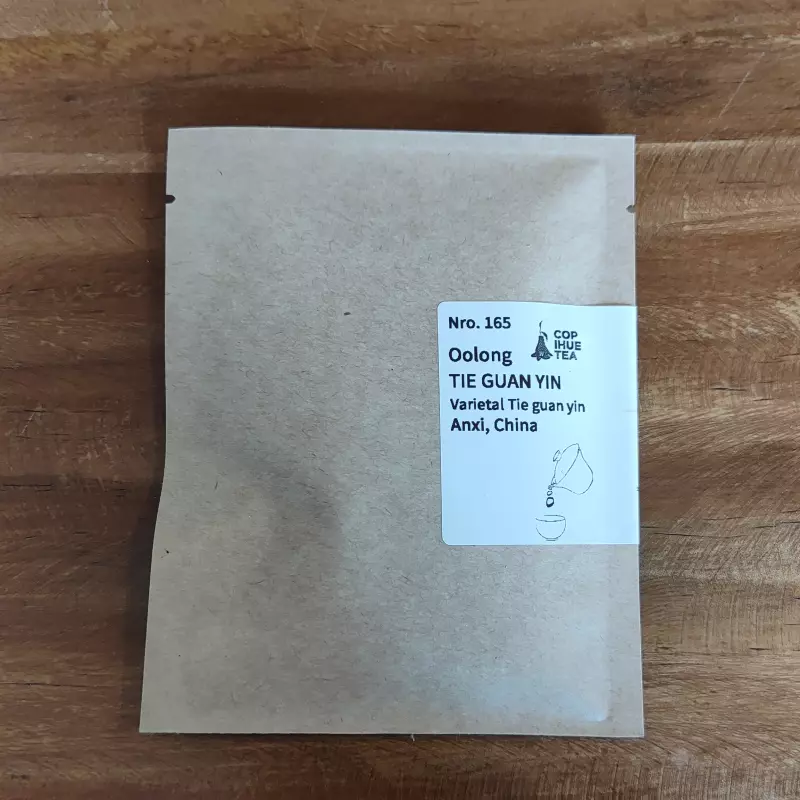 Nro. 165
COP
IHUE
TEA
Oolong
TIE GUAN YIN
Varietal Tie guan yin
Anxi, China